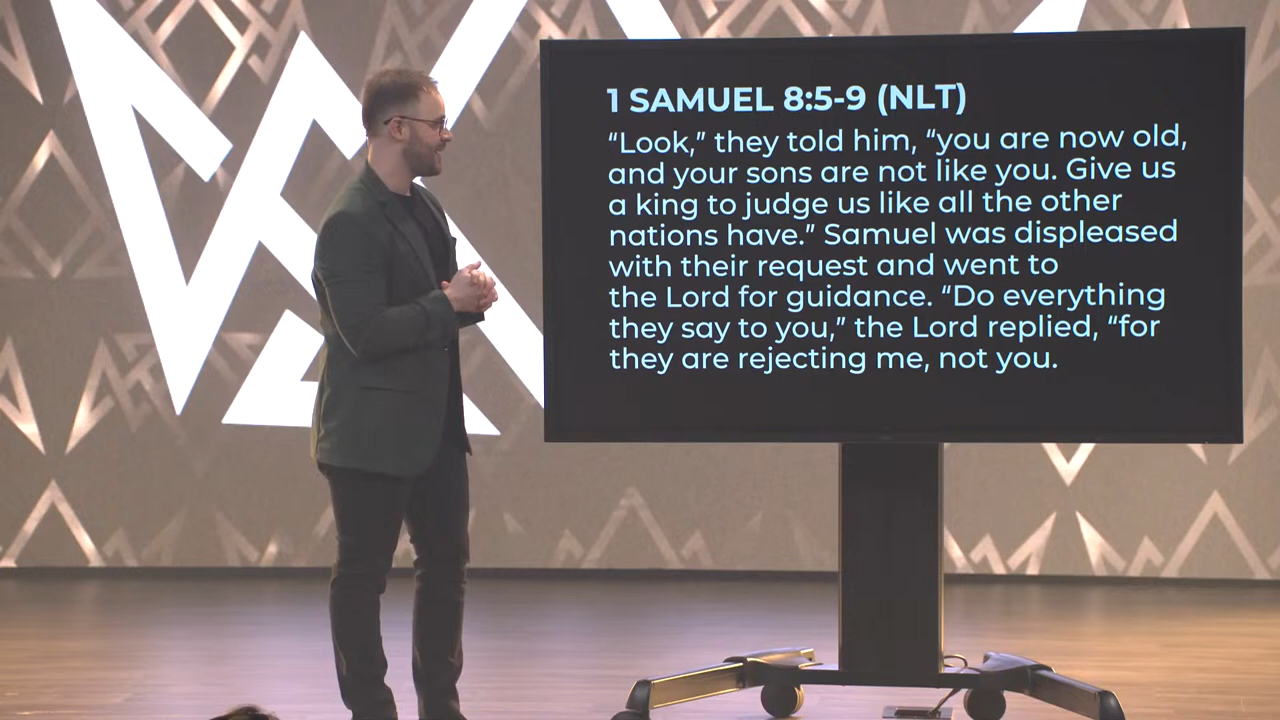 1 SAMUEL 8:5-9 (NLT)
“Look,” they told him, “you are now old,
and your sons are not like you. Give us
a king to judge us like all the other
nations have.” Samuel was displeased
with their request and went to
the Lord for guidance. “Do everything
they say to you,” the Lord replied, “for
they are rejecting me, not you.